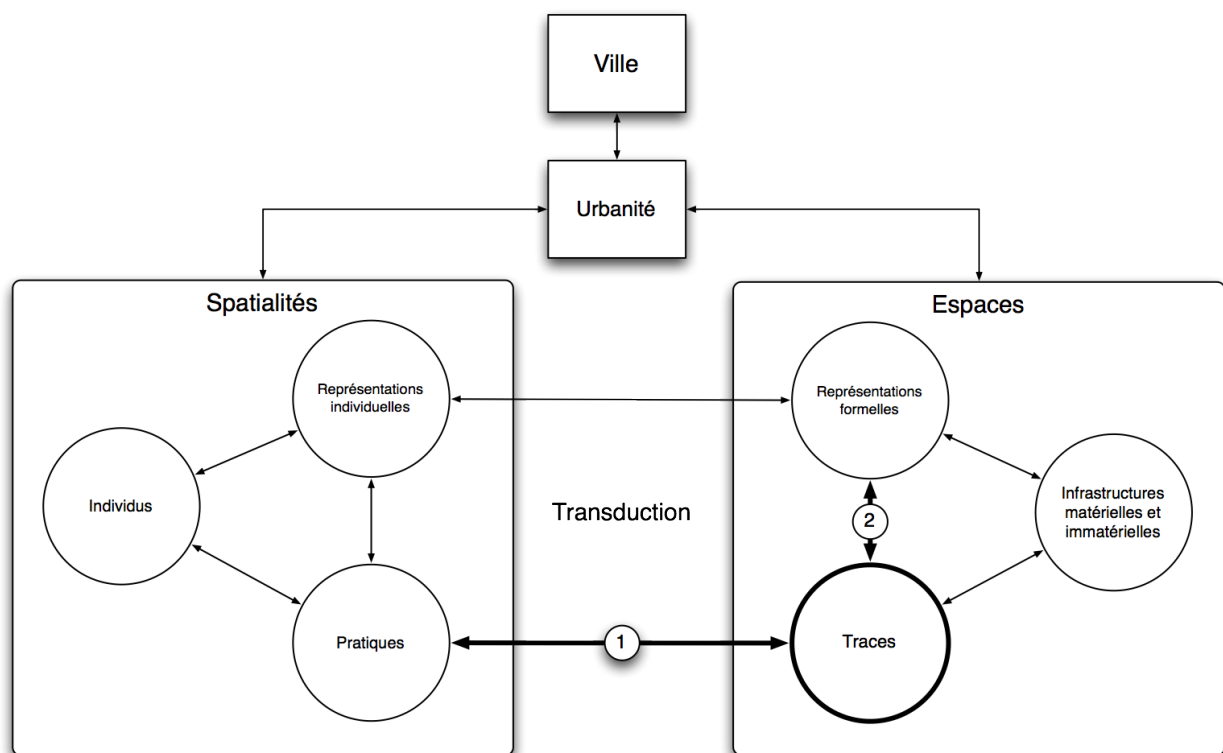 Ville
Urbanité
Spatialités
Représentations
individuelles
Individus
Pratiques
Transduction
1
Espaces
Représentations
formelles
2
Infrastructures
matérielles et
immatérielles
Traces